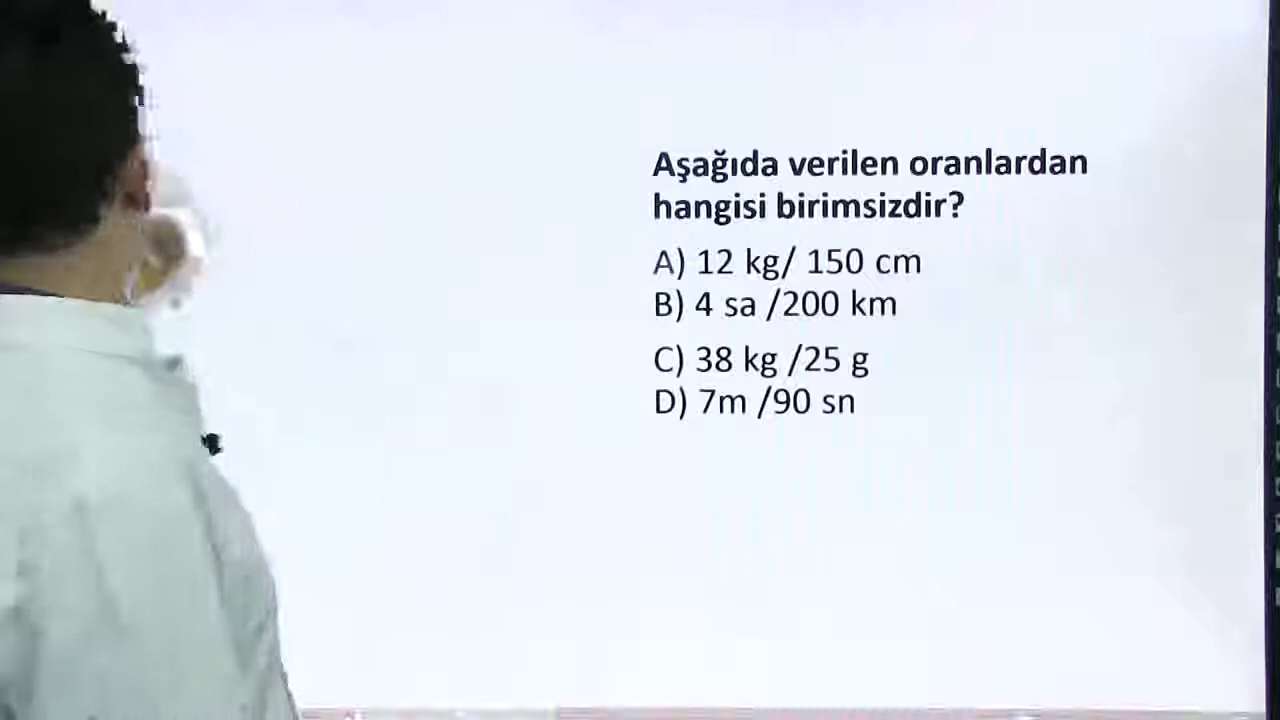 Aşağıda verilen oranlardan
hangisi birimsizdir?
A) 12 kg/ 150 cm
B) 4 sa /200 km
C) 38 kg /25 g
D) 7m /90 sn